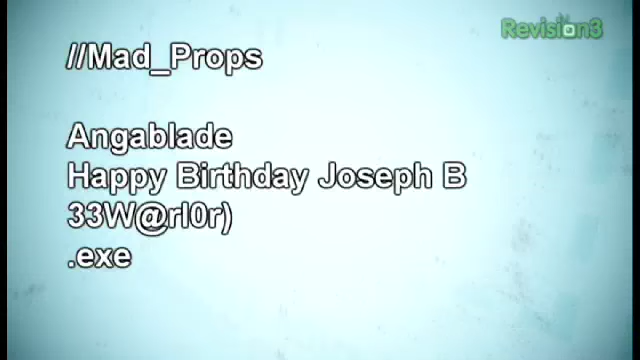 Revision3
//Mad_Props
Angablade
Happy Birthday Joseph B
33W@rl0r)
.exe